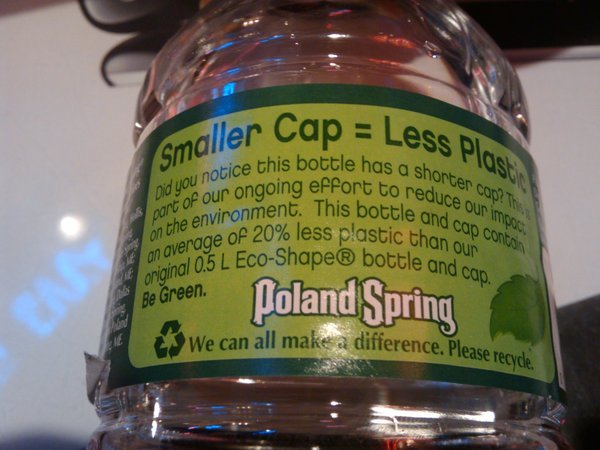 Smaller Cap = Less Plastic
Did you notice this bottle has a shorter cap? This is
part of our ongoing effort to reduce our impact
on the environment. This bottle and cap contain
an average of 20% less plastic than our
original 0.5 L Eco-Shape® bottle and cap.
Be Green.
Poland Spring
We can all make a difference. Please recycle.